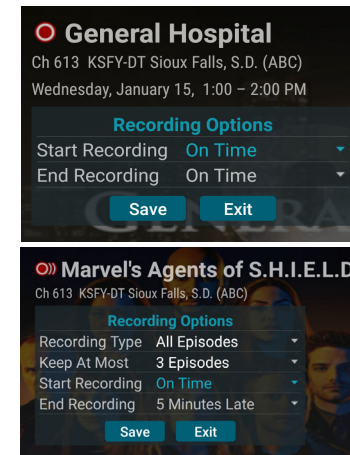 General Hospital
Ch 613 KSFY-DT Sioux Falls, S.D. (ABC)
Wednesday, January 15, 1:00 – 2:00 PM
Recording Options
Start Recording On Time
End Recording On Time
Save Exit
GENERA
Marvel's Agents of S.H.I.E.L.D
Ch 613 KSFY-DT Sioux Falls, S.D. (ABC)
Recording Options
Recording Type All Episodes
Keep At Most 3 Episodes
Start Recording On Time
End Recording 5 Minutes Late
Save Exit